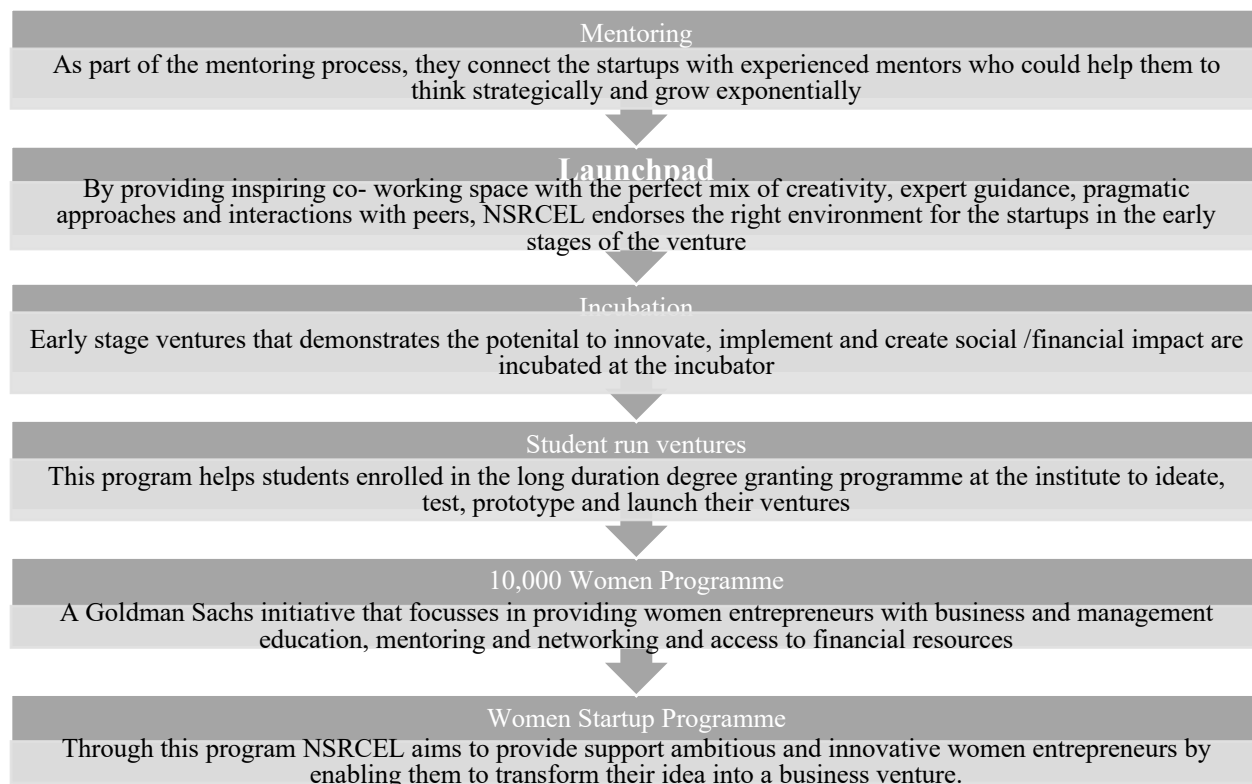 Mentoring
As part of the mentoring process, they connect the startups with experienced mentors who could help them to
think strategically and grow exponentially
Launchpad
By providing inspiring co- working space with the perfect mix of creativity, expert guidance, pragmatic
approaches and interactions with peers, NSRCEL endorses the right environment for the startups in the early
stages of the venture
Incubation
Early stage ventures that demonstrates the potenital to innovate, implement and create social /financial impact are
incubated at the incubator
Student run ventures
This program helps students enrolled in the long duration degree granting programme at the institute to ideate,
test, prototype and launch their ventures
10,000 Women Programme
A Goldman Sachs initiative that focusses in providing women entrepreneurs with business and management
education, mentoring and networking and access to financial resources
Women Startup Programme
Through this program NSRCEL aims to provide support ambitious and innovative women entrepreneurs by
enabling them to transform their idea into a business venture.